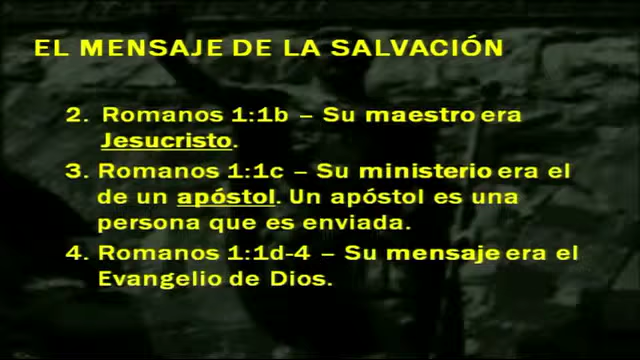 EL MENSAJE DE LA SALVACIÓN
2. Romanos 1:1b – Su maestro era
Jesucristo.
3. Romanos 1:1c – Su ministerio era el
de un apóstol. Un apóstol es una
persona que es enviada.
4. Romanos 1:1d-4 – Su mensaje era el
Evangelio de Dios.